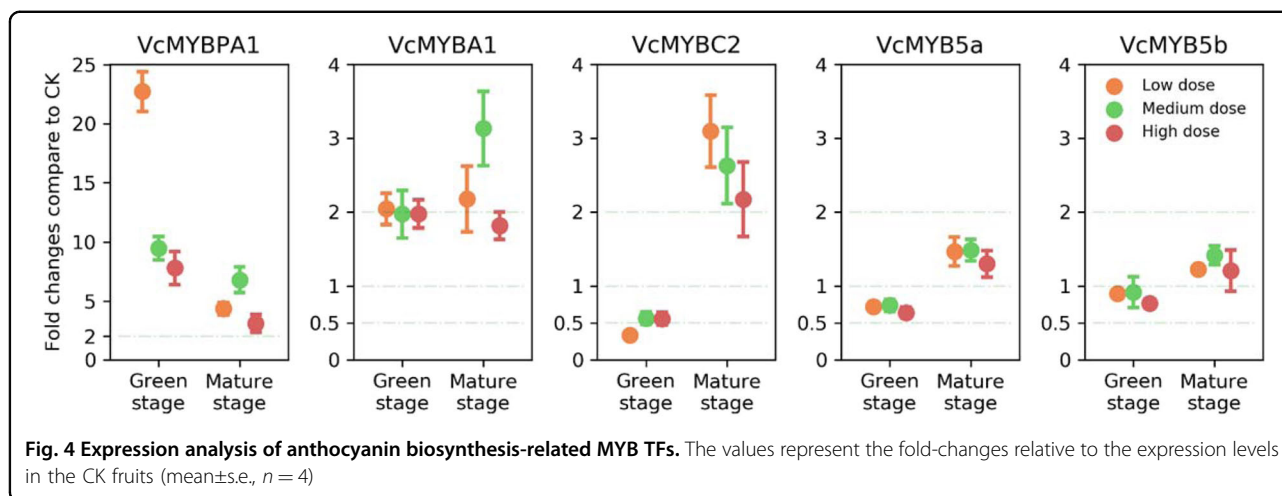 VcMYBPA1
VcMYBA1
VcMYBC2
VcMYB5a
VcMYB5b
Fold changes compare to CK
25
20
15
10
5
2
0
Green
stage
Mature
stage
4
3
2
1
0.5
0
Green
stage
Mature
stage
4
3
2
1
0.5
0
Green
stage
Mature
stage
4
3
2
1
0.5
0
Green
stage
Mature
stage
4
3
2
1
0.5
0
Low dose
Medium dose
High dose
Green
stage
Mature
stage
Fig. 4 Expression analysis of anthocyanin biosynthesis-related MYB TFs. The values represent the fold-changes relative to the expression levels
in the CK fruits (mean±s.e., n = 4)